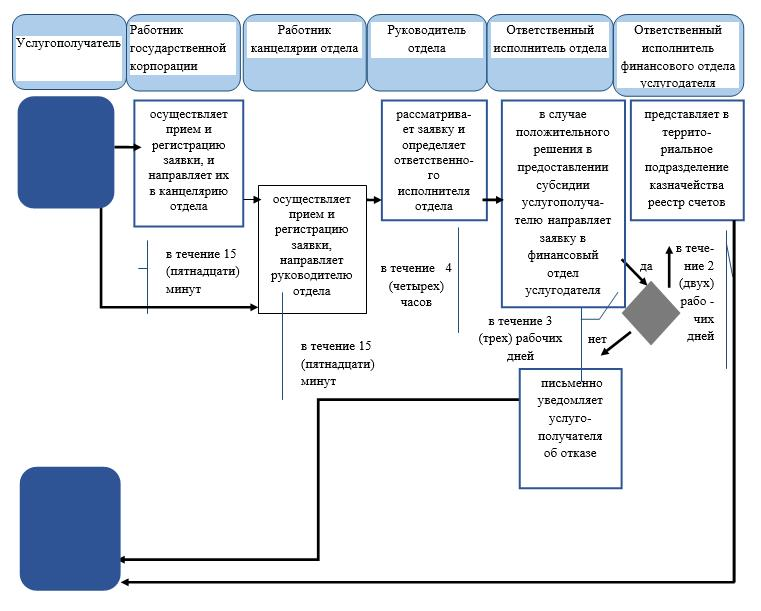 Услугополучатель
Работник
государственной
корпорации
Работник
канцелярии отдела
Руководитель
отдела
Ответственный
исполнитель отдела
Ответственный
исполнитель
финансового отдела
услугодателя
осуществляет
прием и
регистрацию
заявки, и
направляет их
в канцелярию
отдела
осуществляет
прием и
регистрацию
заявки,
направляет
руководителю
отдела
рассматрива-
ет заявку и
определяет
ответственно-
го
исполнителя
отдела
в случае
положительного
решения в
предоставлении
субсидии
услугополуча-
телю направляет
заявку в
финансовый
отдел
услугодателя
представляет в
террито-
риальное
подразделение
казначейства
реестр счетов
в течение 15
(пятнадцати)
минут
в течение 15
(пятнадцати)
минут
в течение 4
(четырех)
часов
в течение 3
(трех) рабочих
дней
да
нет
в тече-
ние 2
(двух)
рабо -
чих
дней
письменно
уведомляет
услуго-
получателя
об отказе